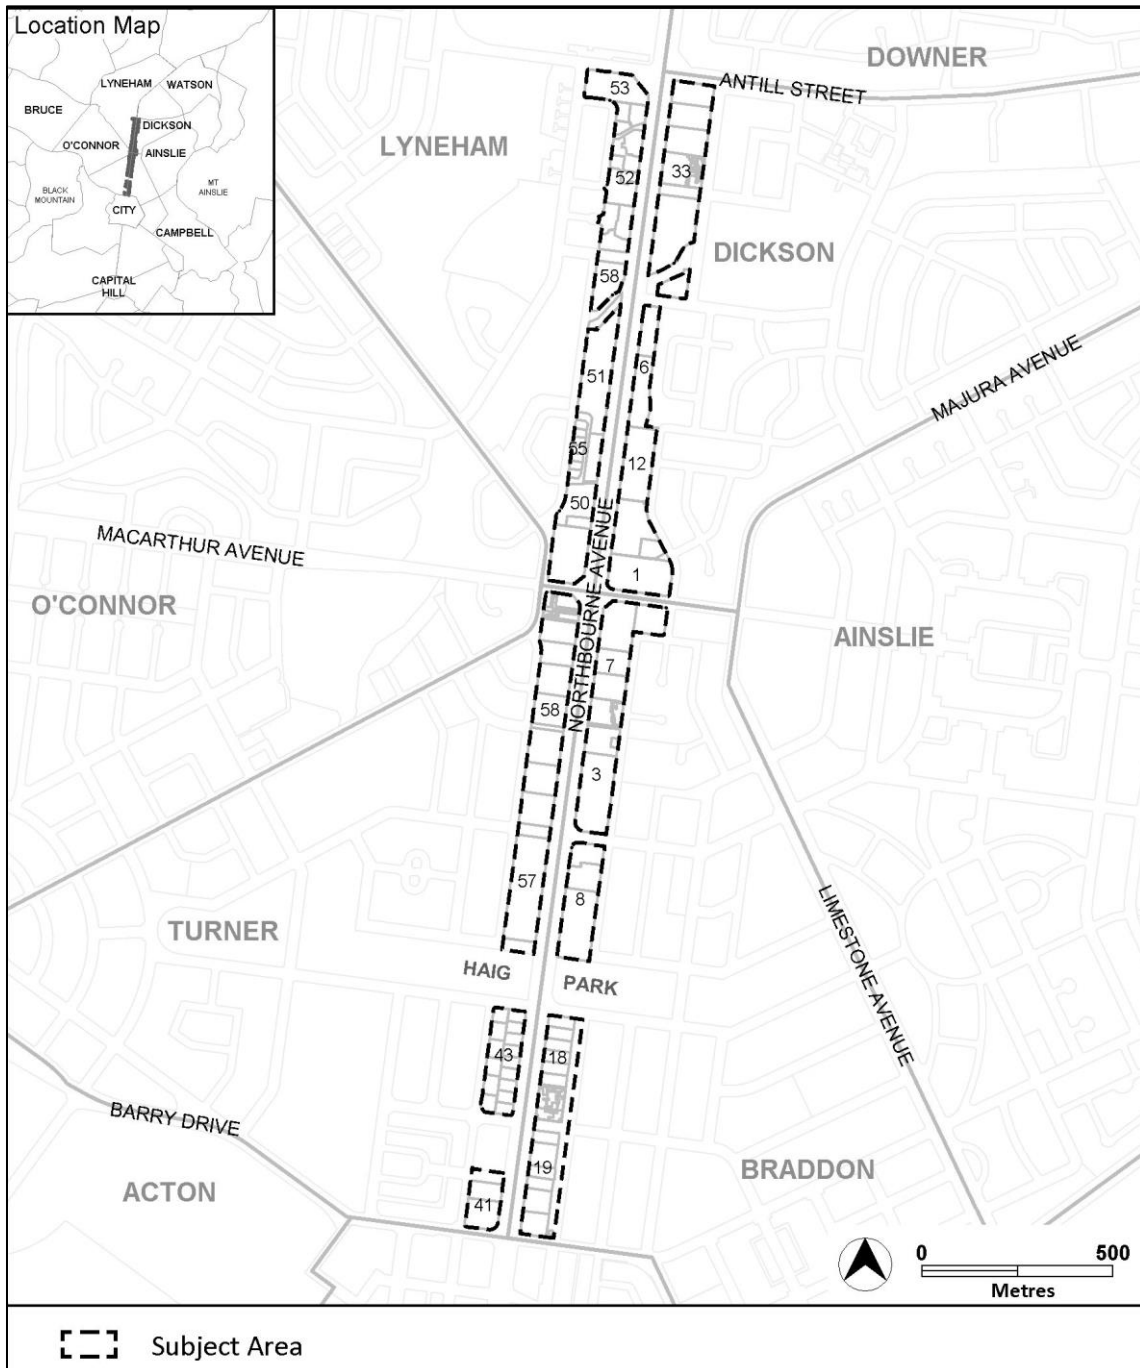 Location Map
LYNEHAM
WATSON
BRUCE
DICKSON
O'CONNOR
AINSLIE
BLACK
MOUNTAIN
MT
AINSLIE
CITY
CAMPBELL
CAPITAL
HILL
DOWNER
ANTILL STREET
53
LYNEHAM
33
52
DICKSON
58
51
6
MAJURA AVENUE
55
12
50
NORTHBOURNE AVENUE
MACARTHUR AVENUE
1
O'CONNOR
AINSLIE
7
58
3
57
8
LIMESTONE AVENUE
TURNER
HAIG
PARK
43
18
BARRY DRIVE
19
BRADDON
ACTON
41
0
500
Metres
Subject Area